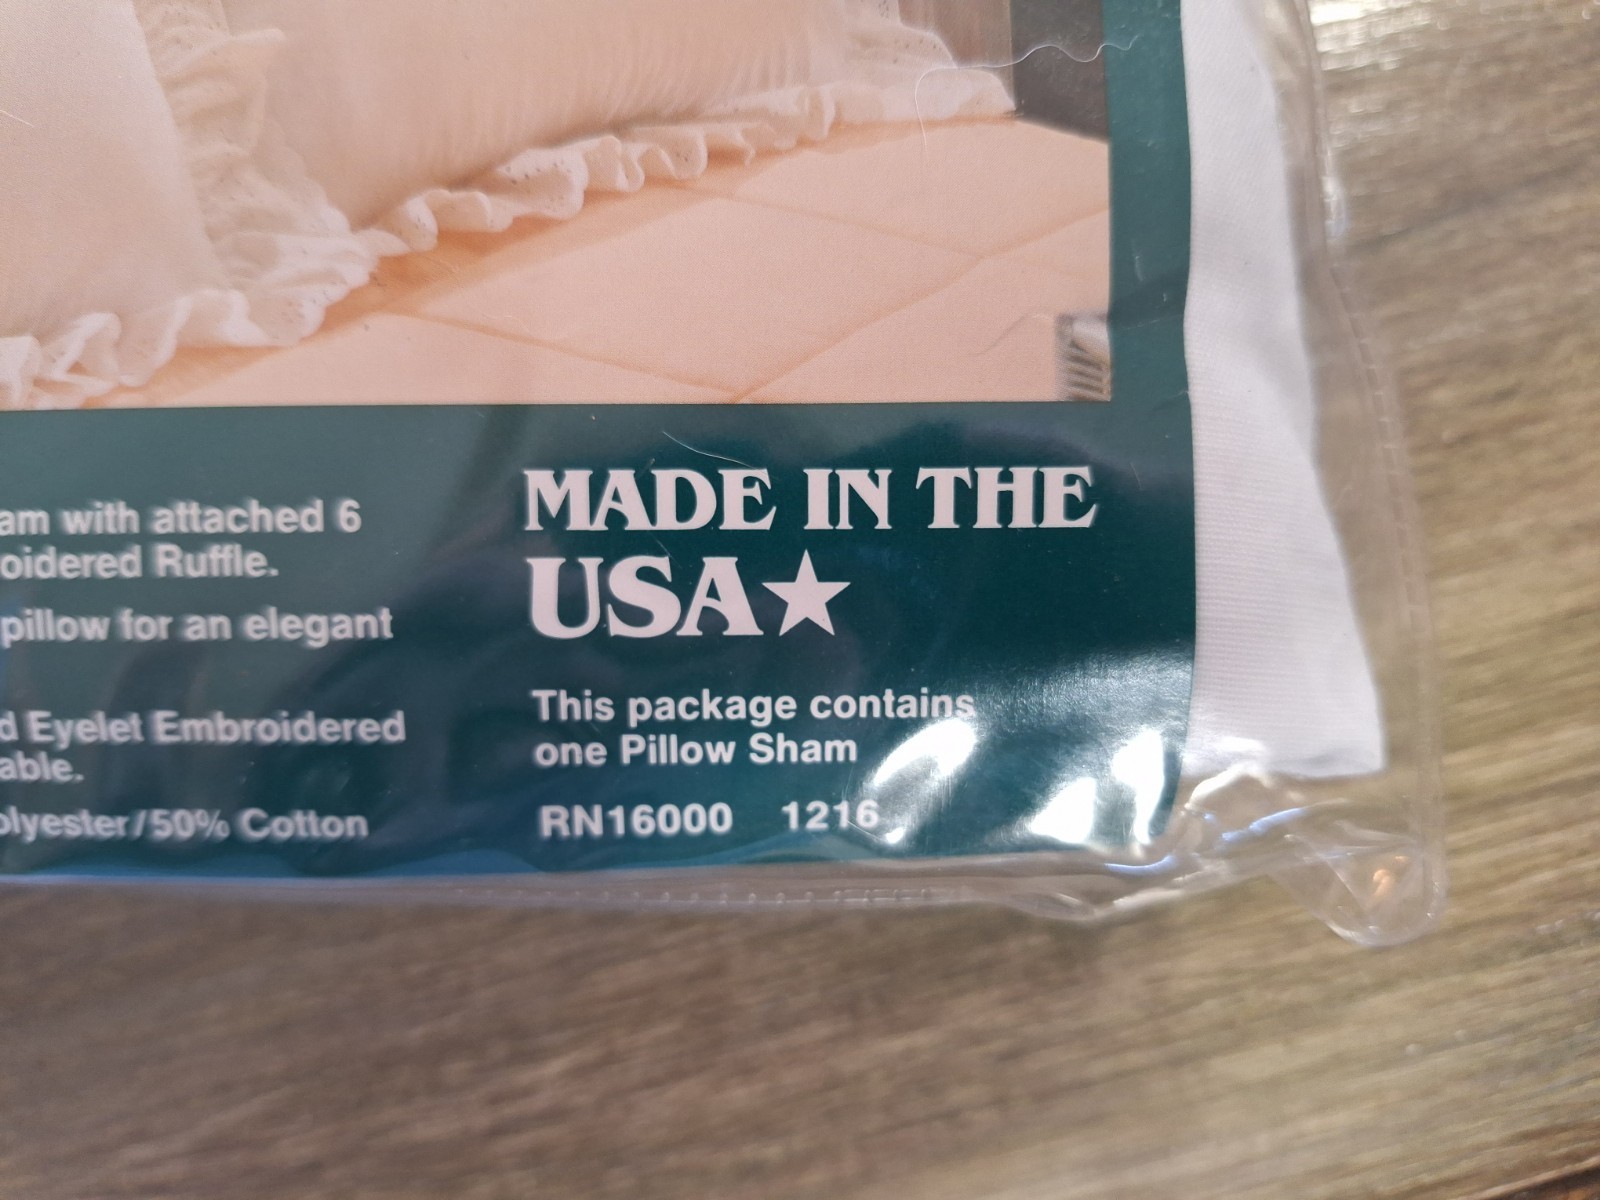 am with attached 6
oidered Ruffle.
pillow for an elegant
d Eyelet Embroidered
able.
olyester/50% Cotton
MADE IN THE
USA★
This package contains
one Pillow Sham
RN16000 1216